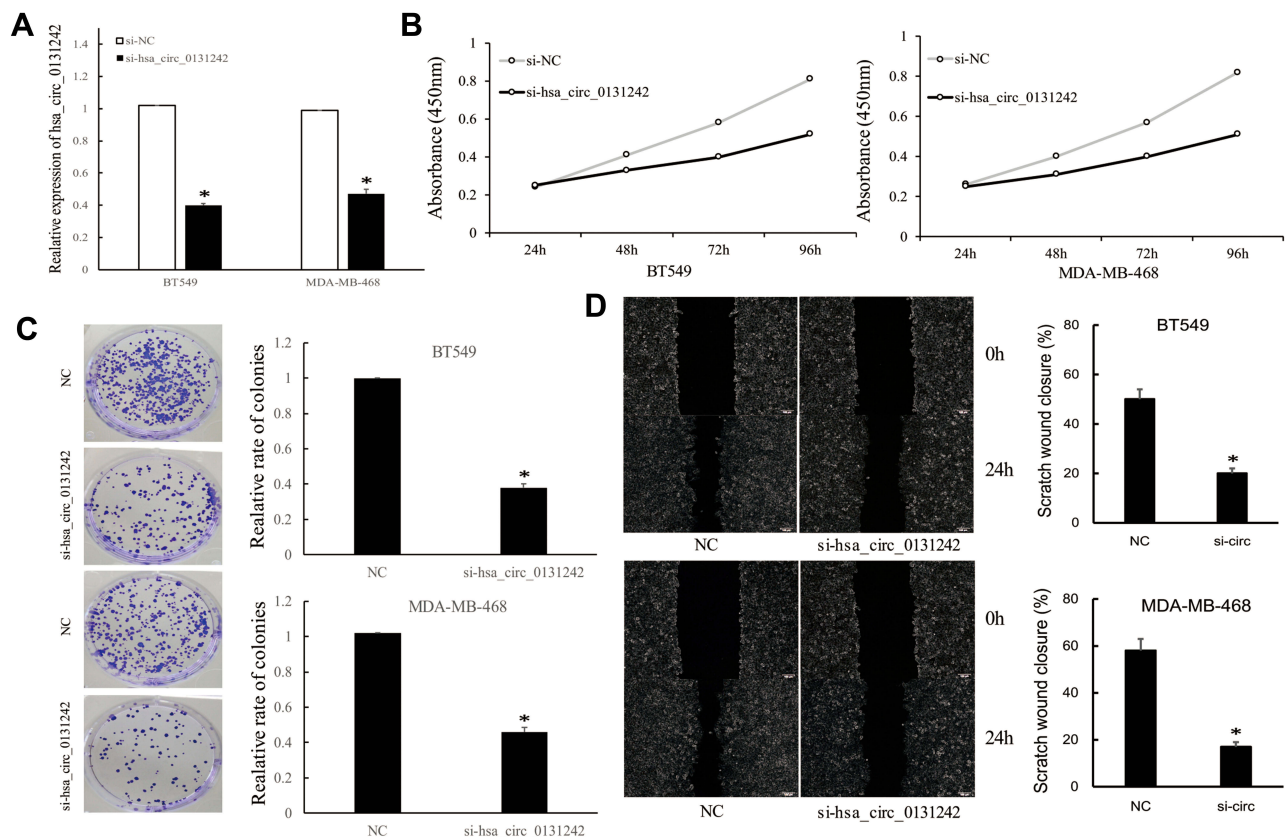 A
Realative expression of hsa_circ_0131242
1.4
1.2
1
0.8
0.6
0.4
0.2
0
si-NC
si-hsa_circ_0131242
*
*
BT549
MDA-MB-468
B
Absorbance (450nm)
1
0.8
0.6
0.4
0.2
0
si-NC
si-hsa_circ_0131242
24h
48h
72h
96h
BT549
Absorbance (450nm)
1
0.8
0.6
0.4
0.2
0
si-NC
si-hsa_circ_0131242
24h
48h
72h
96h
MDA-MB-468
C
NC
si-hsa_circ_0131242
NC
si-hsa_circ_0131242
Realative rate of colonies
1.2
1
0.8
0.6
0.4
0.2
0
BT549
*
NC
si-hsa_circ_0131242
Realative rate of colonies
1.2
1
0.8
0.6
0.4
0.2
0
MDA-MB-468
*
NC
si-hsa_circ_0131242
D
0h
24h
NC
si-hsa_circ_0131242
0h
24h
NC
si-hsa_circ_0131242
Scratch wound closure (%)
80
60
40
20
0
BT549
*
NC
si-circ
Scratch wound closure (%)
80
60
40
20
0
MDA-MB-468
*
NC
si-circ